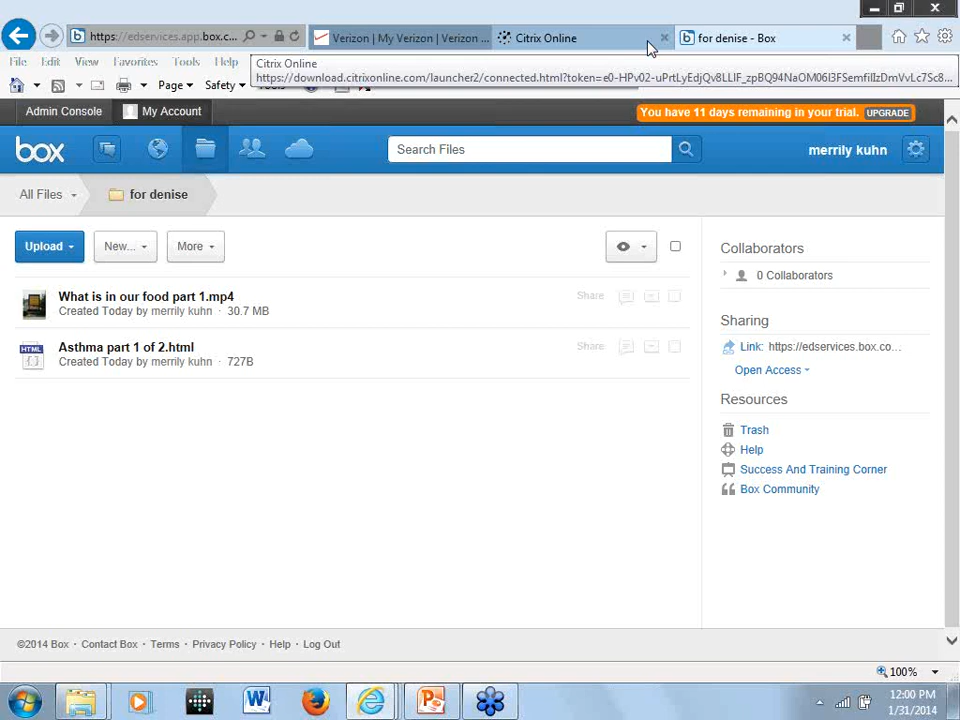 https://edservices.app.box.c...
Verizon | My Verizon | Verizon ...
Citrix Online
for denise - Box
File Edit View Favorites Tools Help
Citrix Online
https://download.citrixonline.com/launcher2/connected.html?token=e0-HPv02-uPrtLyEdjQv8LLIF_zpBQ94NaOM06I3FSemfilIzDmVvLc7Sc8...
Page Safety
Admin Console My Account
You have 11 days remaining in your trial. UPGRADE
box
Search Files
merrily kuhn
All Files for denise
Upload New... More
What is in our food part 1.mp4
Created Today by merrily kuhn · 30.7 MB
Share
Asthma part 1 of 2.html
Created Today by merrily kuhn · 727B
Share
HTML
Collaborators
0 Collaborators
Sharing
Link: https://edservices.box.co...
Open Access
Resources
Trash
Help
Success And Training Corner
Box Community
©2014 Box · Contact Box · Terms · Privacy Policy · Help · Log Out
100%
12:00 PM
1/31/2014